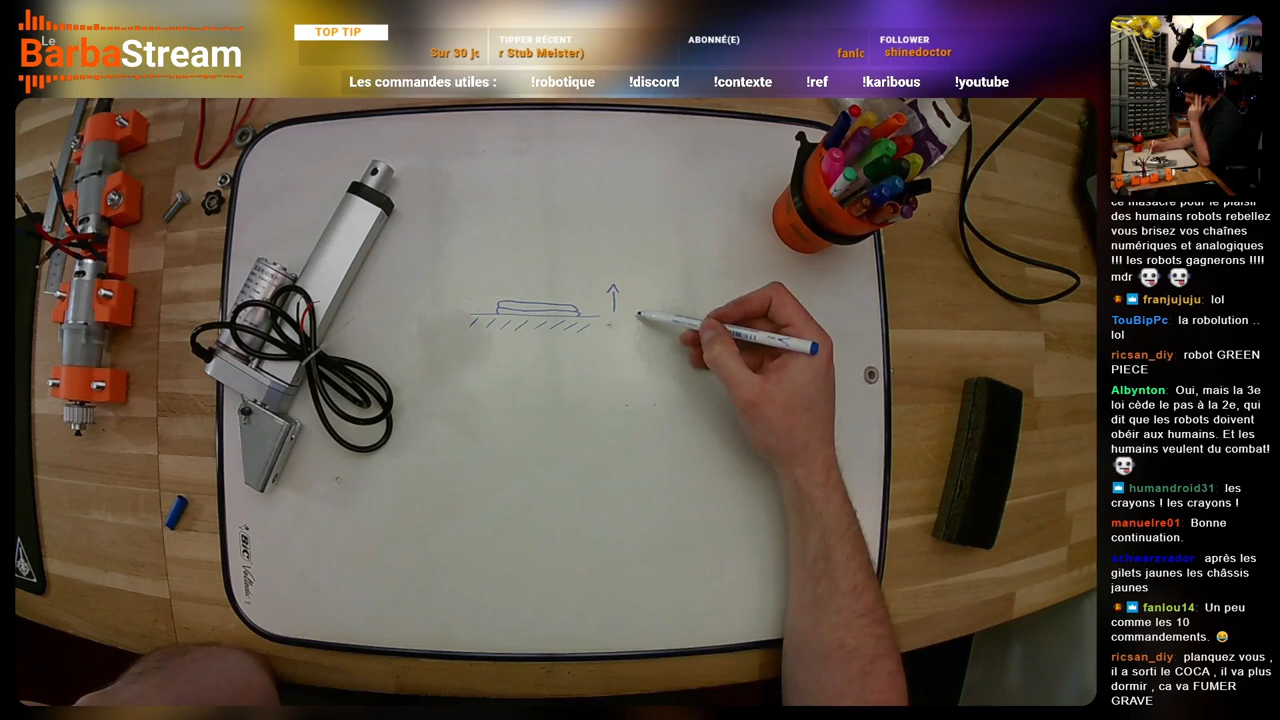 Le
BarbaStream
TOP TIP
Sur 30 jc
TIPPER RÉCENT
r Stub Meister)
ABONNÉ(E)
fanlc
FOLLOWER
shinedoctor
Les commandes utiles : !robotique !discord !contexte !ref !karibous !youtube
BIC Velleda
ce masacre pour le plaisir
des humains robots rebellez
vous brisez vos chaînes
numériques et analogiques
!!! les robots gagnerons !!!!
mdr
franjujuju: lol
TouBipPc: la robolution ..
lol
ricsan_diy: robot GREEN
PIECE
Albynton: Oui, mais la 3e
loi cède le pas à la 2e, qui
dit que les robots doivent
obéir aux humains. Et les
humains veulent du combat!
humandroid31: les
crayons ! les crayons !
manuelre01: Bonne
continuation.
schwarzvador: après les
gilets jaunes les châssis
jaunes
fanlou14: Un peu
comme les 10
commandements.
ricsan_diy: planquez vous ,
il a sorti le COCA , il va plus
dormir , ca va FUMER
GRAVE